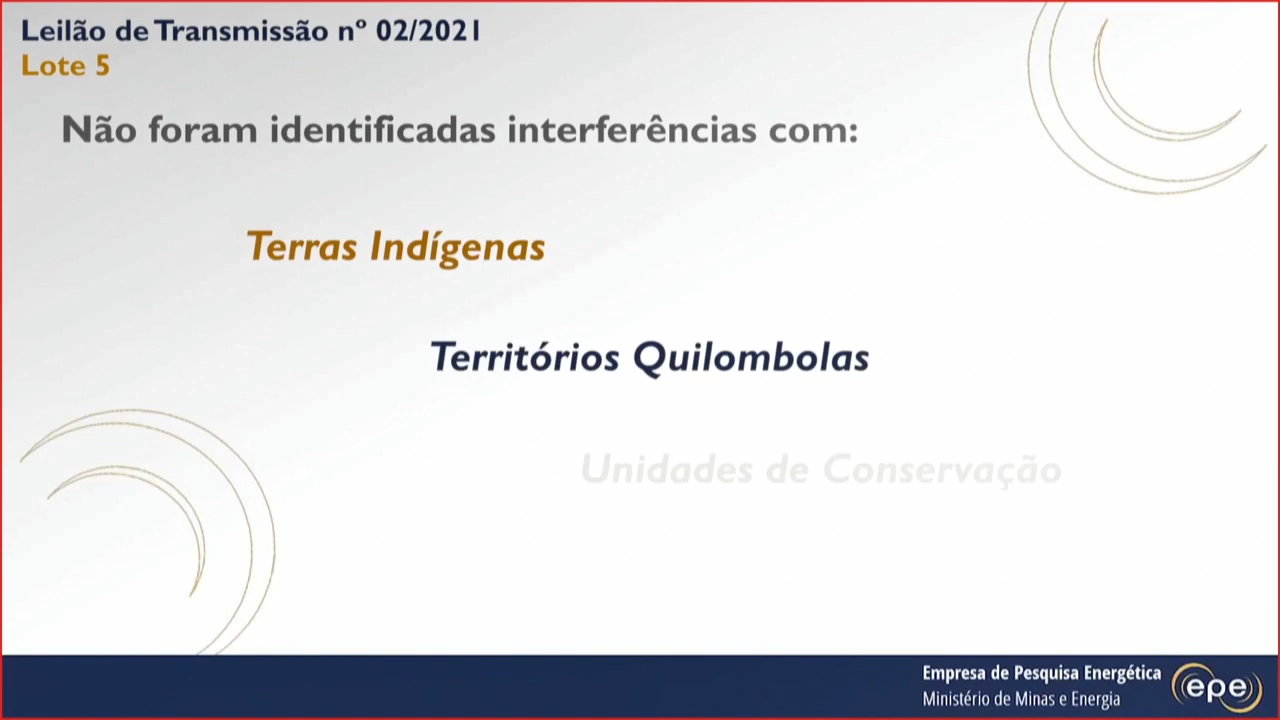 Leilão de Transmissão nº 02/2021
Lote 5
Não foram identificadas interferências com:
Terras Indígenas
Territórios Quilombolas
Unidades de Conservação
Empresa de Pesquisa Energética
Ministério de Minas e Energia
epe